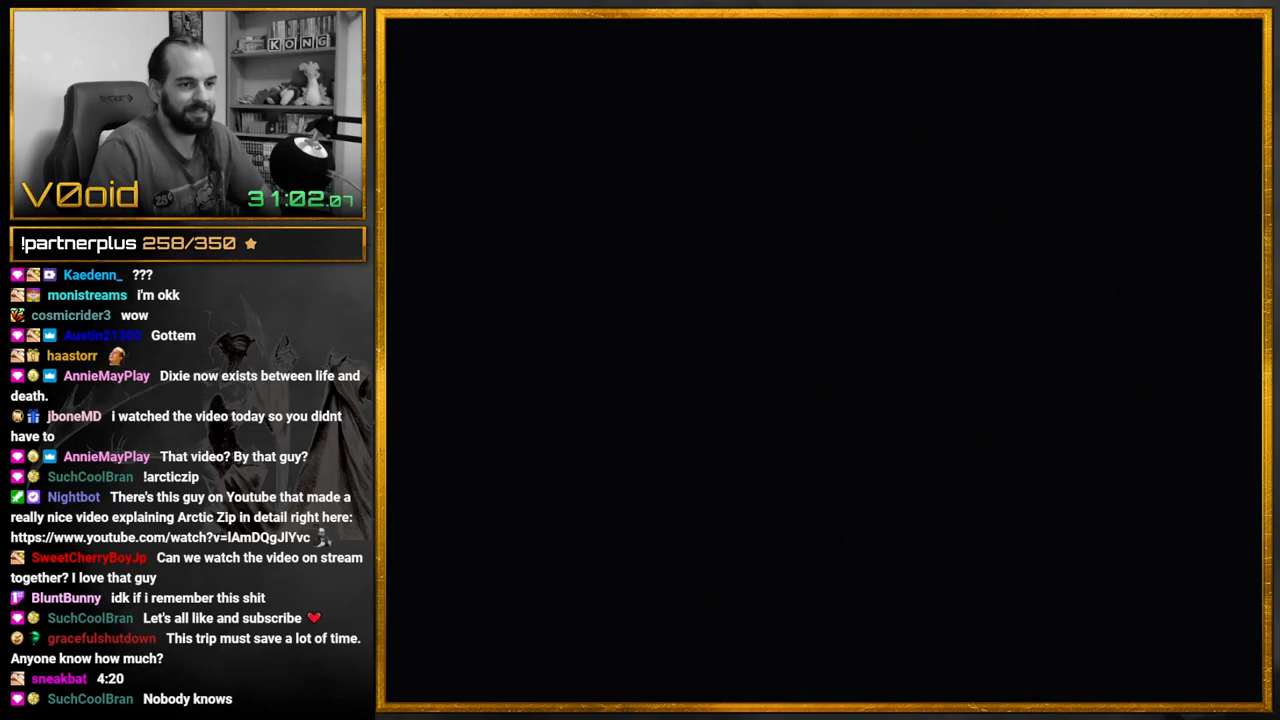 KONG
V0oid
31:02.07
!partnerplus 258/350
Kaedenn_ ???
monistreams i'm okk
cosmicrider3 wow
Austin21300 Gottem
haastorr
AnnieMayPlay Dixie now exists between life and
death.
jboneMD i watched the video today so you didnt
have to
AnnieMayPlay That video? By that guy?
SuchCoolBran !arcticzip
Nightbot There's this guy on Youtube that made a
really nice video explaining Arctic Zip in detail right here:
https://www.youtube.com/watch?v=lAmDQgJlYvc
SweetCherryBoyJp Can we watch the video on stream
together? I love that guy
BluntBunny idk if i remember this shit
SuchCoolBran Let's all like and subscribe
gracefulshutdown This trip must save a lot of time.
Anyone know how much?
sneakbat 4:20
SuchCoolBran Nobody knows